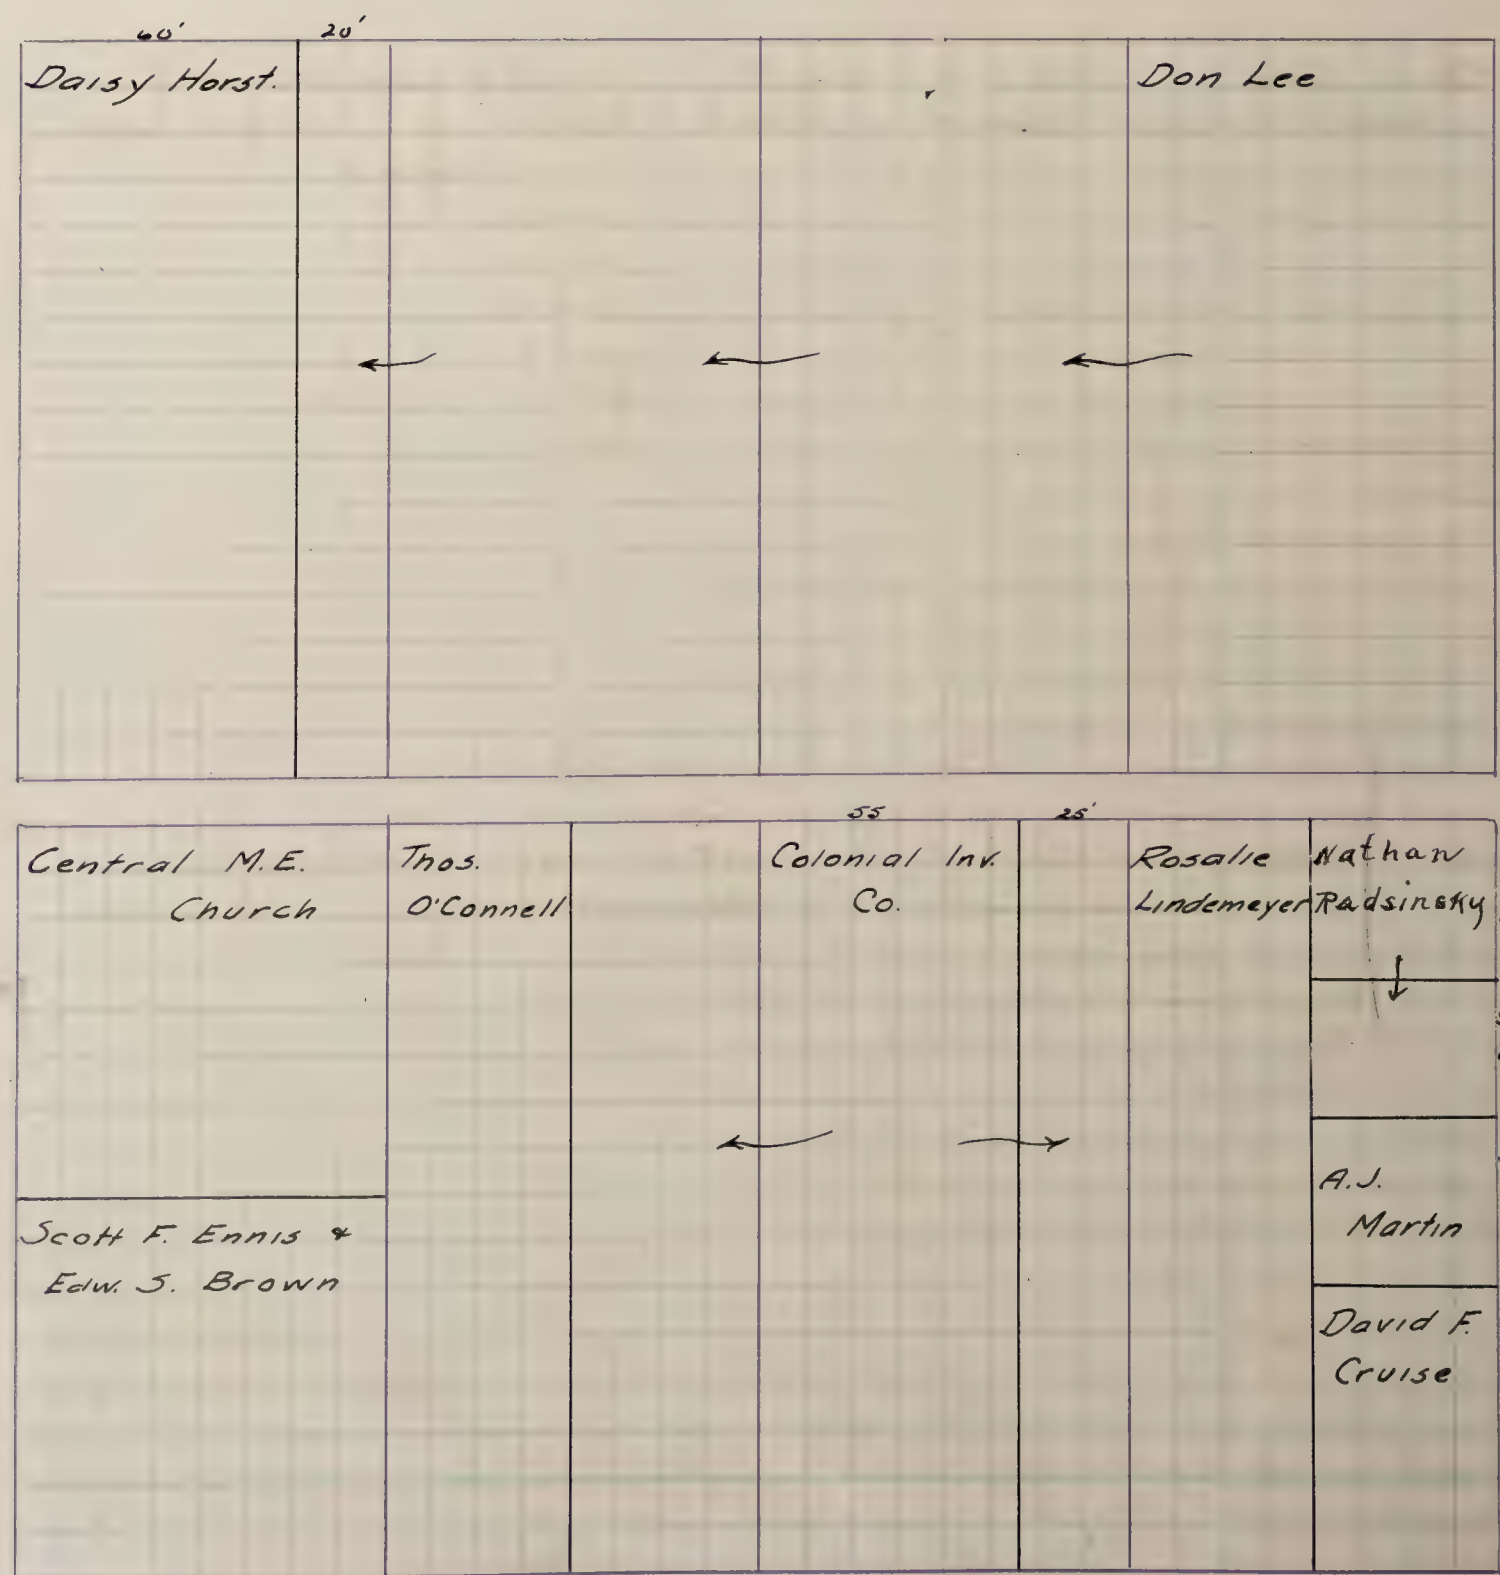 60' 20'
Daisy Horst.
Don Lee
55 25'
Central M.E.
Church
Thos.
O'Connell
Colonial Inv.
Co.
Rosalie
Lindemeyer
Nathan
Radsinsky
A.J.
Martin
Scott F. Ennis &
Edw. S. Brown
David F.
Cruise